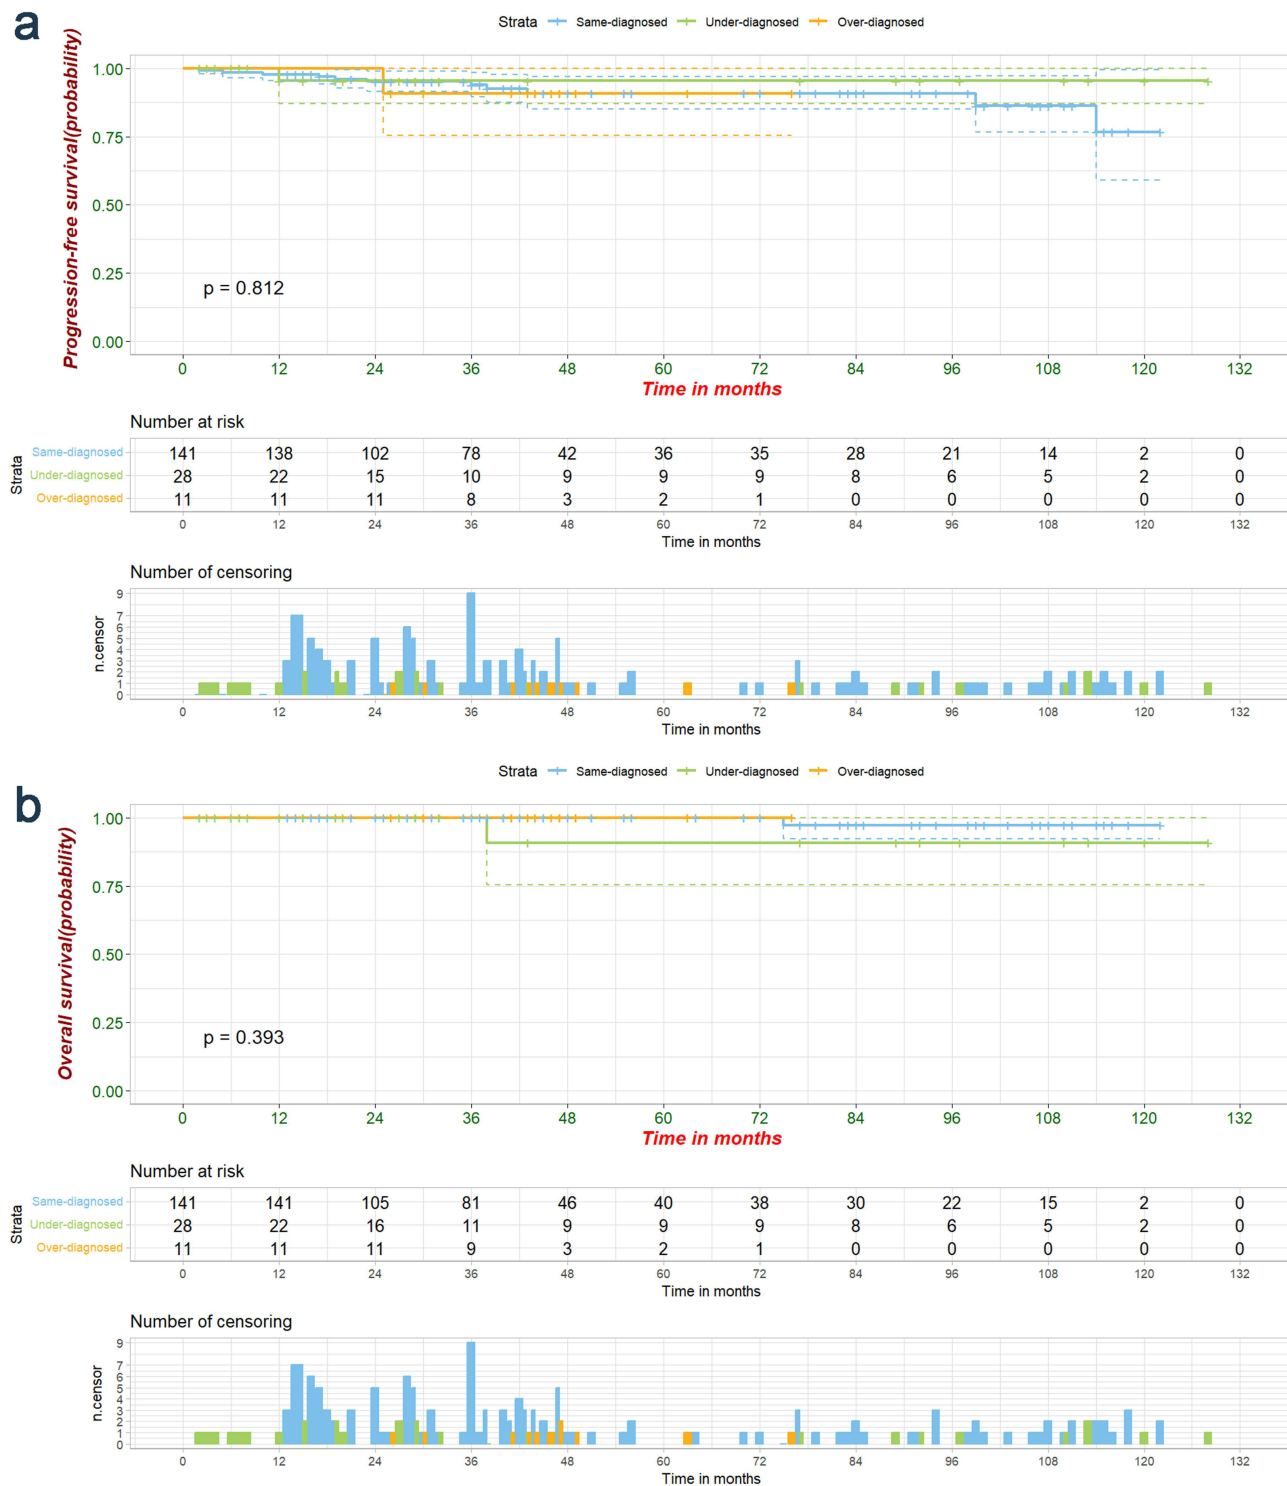 a
Strata Same-diagnosed Under-diagnosed Over-diagnosed
Progression-free survival(probability)
1.00
0.75
0.50
0.25
0.00
p = 0.812
0 12 24 36 48 60 72 84 96 108 120 132
Time in months
Number at risk
Strata
Same-diagnosed 141 138 102 78 42 36 35 28 21 14 2 0
Under-diagnosed 28 22 15 10 9 9 9 8 6 5 2 0
Over-diagnosed 11 11 11 8 3 2 1 0 0 0 0 0
0 12 24 36 48 60 72 84 96 108 120 132
Time in months
Number of censoring
n.censor
9
7
6
5
4
3
2
1
0
0 12 24 36 48 60 72 84 96 108 120 132
Time in months
Strata Same-diagnosed Under-diagnosed Over-diagnosed
b
Overall survival(probability)
1.00
0.75
0.50
0.25
0.00
p = 0.393
0 12 24 36 48 60 72 84 96 108 120 132
Time in months
Number at risk
Strata
Same-diagnosed 141 141 105 81 46 40 38 30 22 15 2 0
Under-diagnosed 28 22 16 11 9 9 9 8 6 5 2 0
Over-diagnosed 11 11 11 9 3 2 1 0 0 0 0 0
0 12 24 36 48 60 72 84 96 108 120 132
Time in months
Number of censoring
n.censor
9
7
6
5
4
3
2
1
0
0 12 24 36 48 60 72 84 96 108 120 132
Time in months